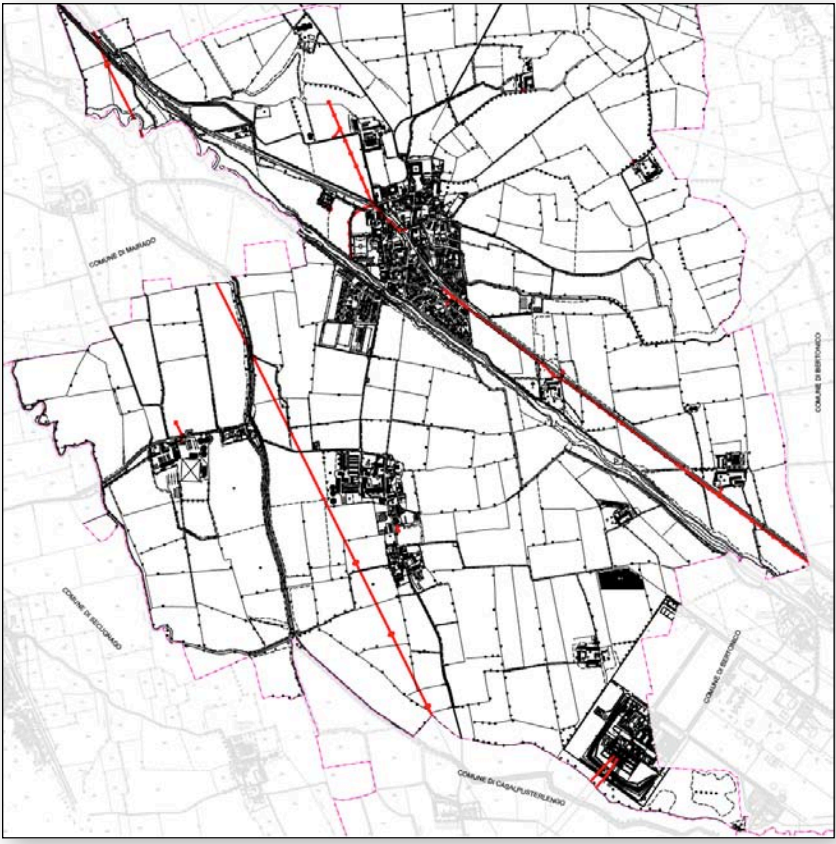 COMUNE DI MAIRAGO
COMUNE DI BERTONICO
COMUNE DI SECUGNAGO
COMUNE DI BERTONICO
COMUNE DI CASALPUSTERLENGO